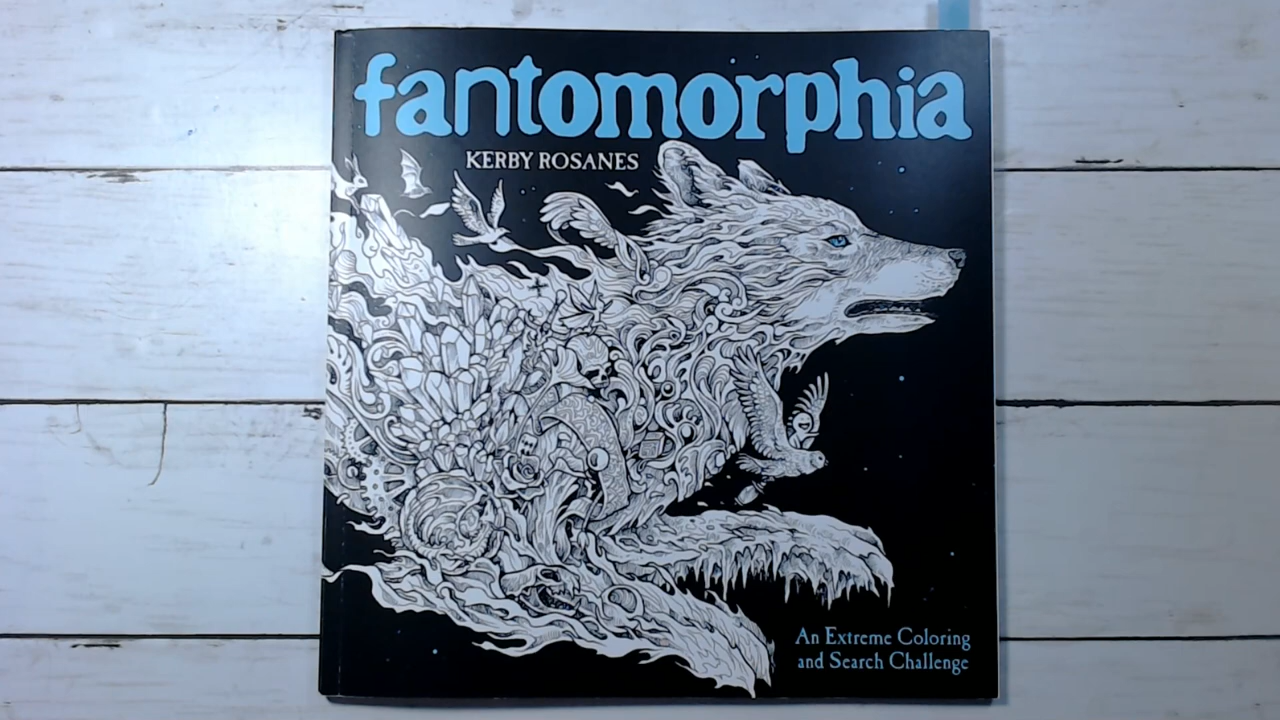 fantomorphia
KERBY ROSANES
An Extreme Coloring
and Search Challenge